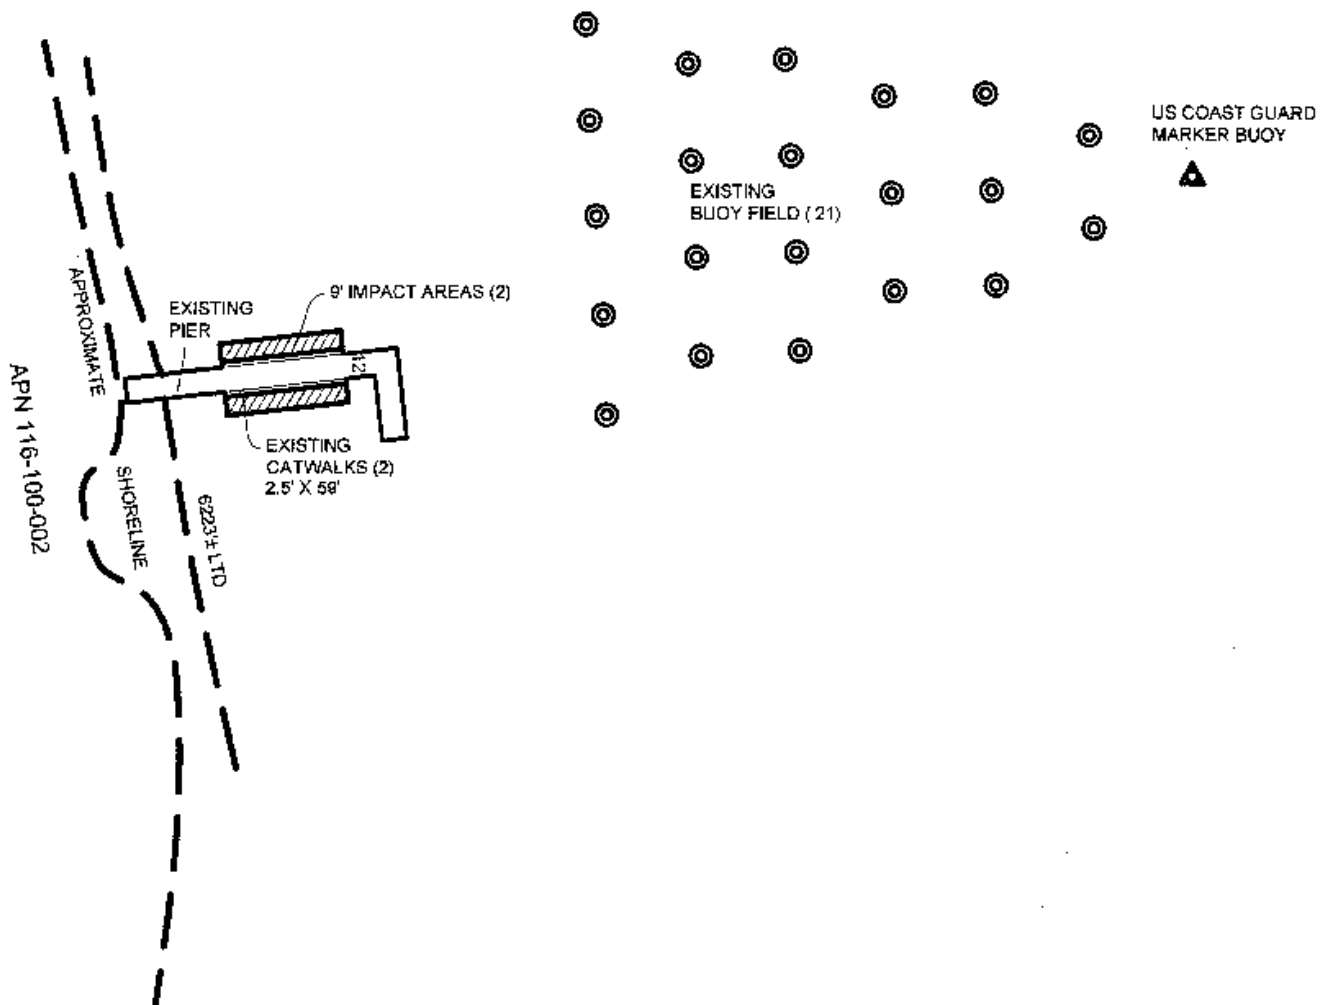 US COAST GUARD
MARKER BUOY
EXISTING
BUOY FIELD ( 21)
9' IMPACT AREAS (2)
EXISTING
PIER
12
APPROXIMATE
SHORELINE
APN 116-100-002
6223'± LTD
EXISTING
CATWALKS (2)
2.5' X 59'